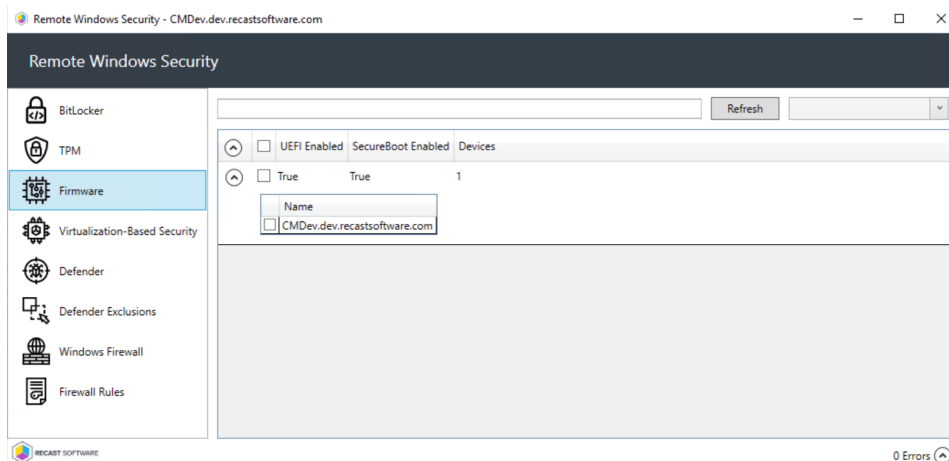 Remote Windows Security - CMDev.dev.recastsoftware.com
Remote Windows Security
BitLocker
TPM
Firmware
Virtualization-Based Security
Defender
Defender Exclusions
Windows Firewall
Firewall Rules
Refresh
UEFI Enabled SecureBoot Enabled Devices
True True 1
Name
CMDev.dev.recastsoftware.com
RECAST SOFTWARE
0 Errors